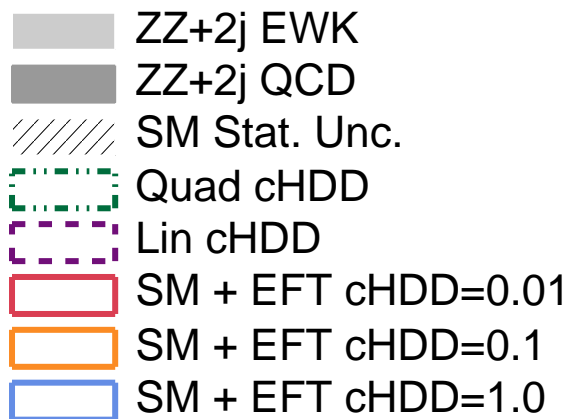 ZZ+2j EWK
ZZ+2j QCD
SM Stat. Unc.
Quad cHDD
Lin cHDD
SM + EFT cHDD=0.01
SM + EFT cHDD=0.1
SM + EFT cHDD=1.0